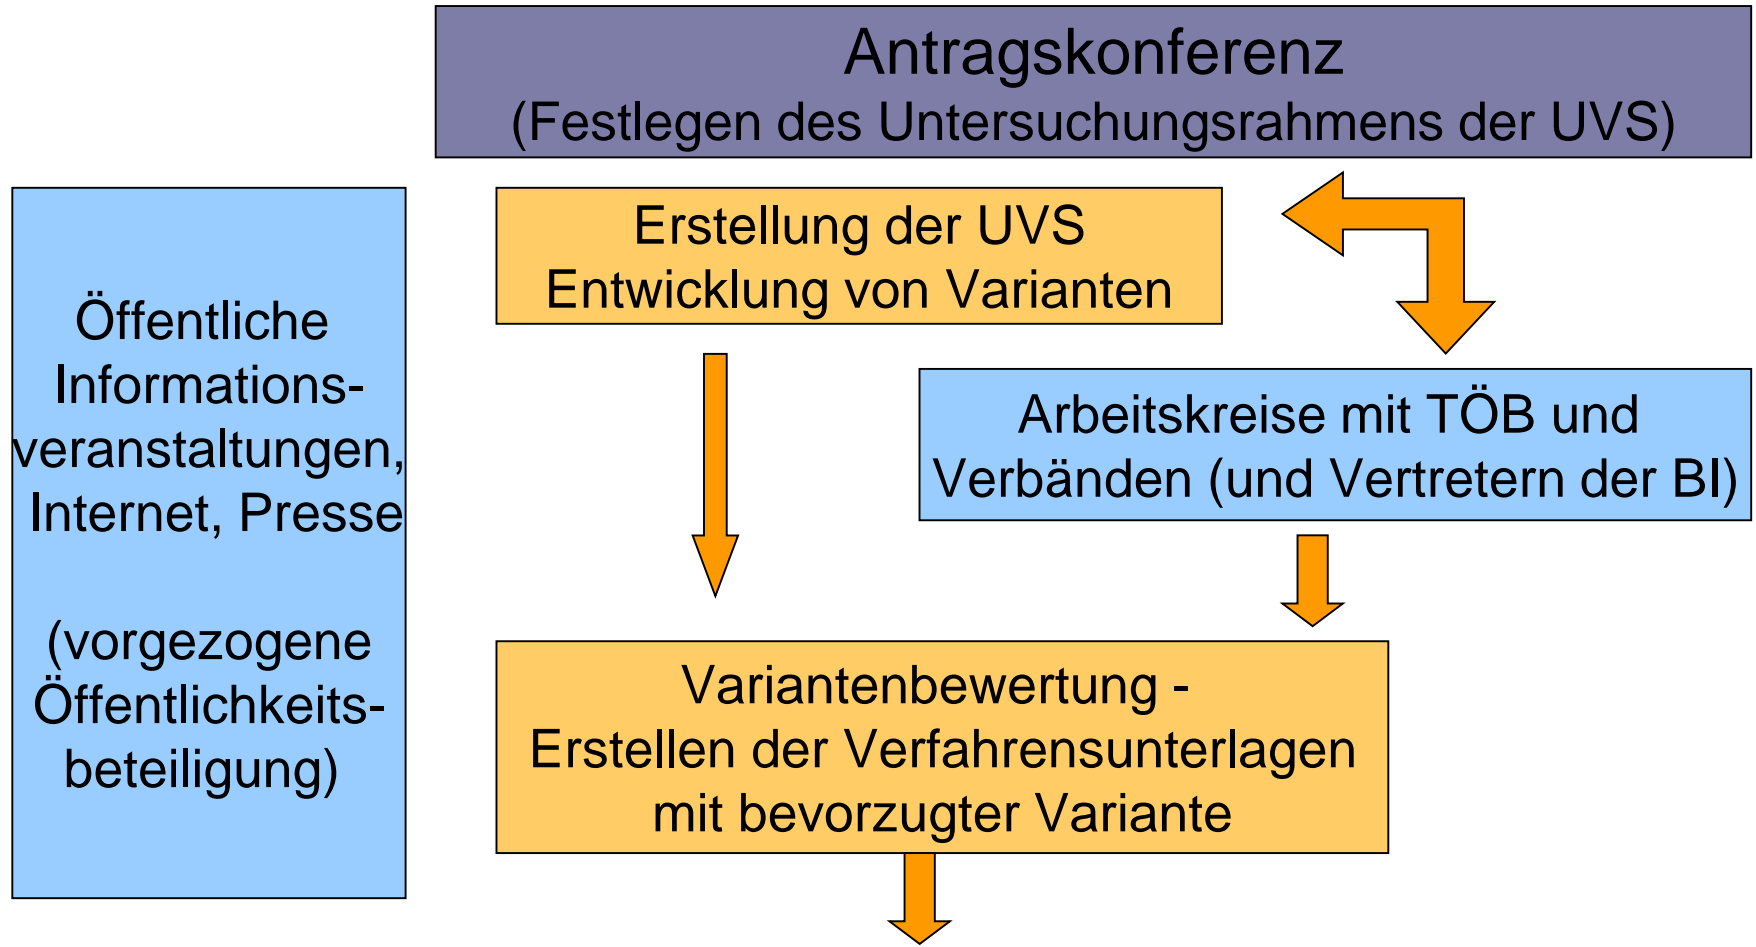 Antragskonferenz
(Festlegen des Untersuchungsrahmens der UVS)
Erstellung der UVS
Entwicklung von Varianten
Öffentliche
Informations-
veranstaltungen,
Internet, Presse
(vorgezogene
Öffentlichkeits-
beteiligung)
Arbeitskreise mit TÖB und
Verbänden (und Vertretern der BI)
Variantenbewertung -
Erstellen der Verfahrensunterlagen
mit bevorzugter Variante